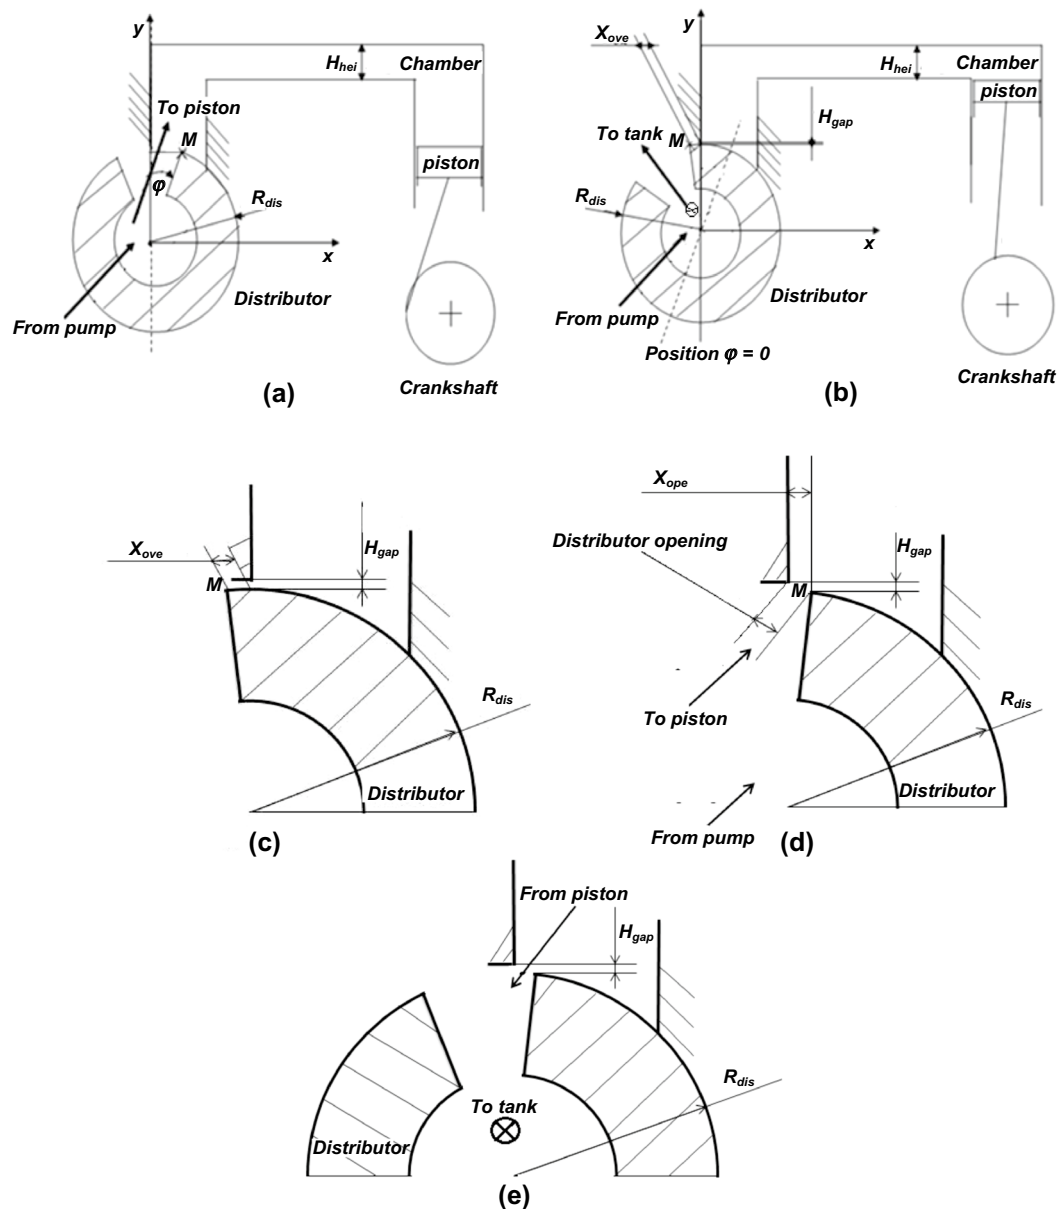 y
H_hei
Chamber
To piston
M
φ
piston
R_dis
x
Distributor
From pump
Crankshaft
(a)
y
X_ove
H_hei
Chamber
piston
H_gap
To tank
M
R_dis
x
Distributor
From pump
Position φ = 0
Crankshaft
(b)
X_ove
H_gap
M
R_dis
Distributor
(c)
X_ope
Distributor opening
H_gap
M
To piston
R_dis
Distributor
From pump
(d)
From piston
H_gap
R_dis
To tank
Distributor
(e)